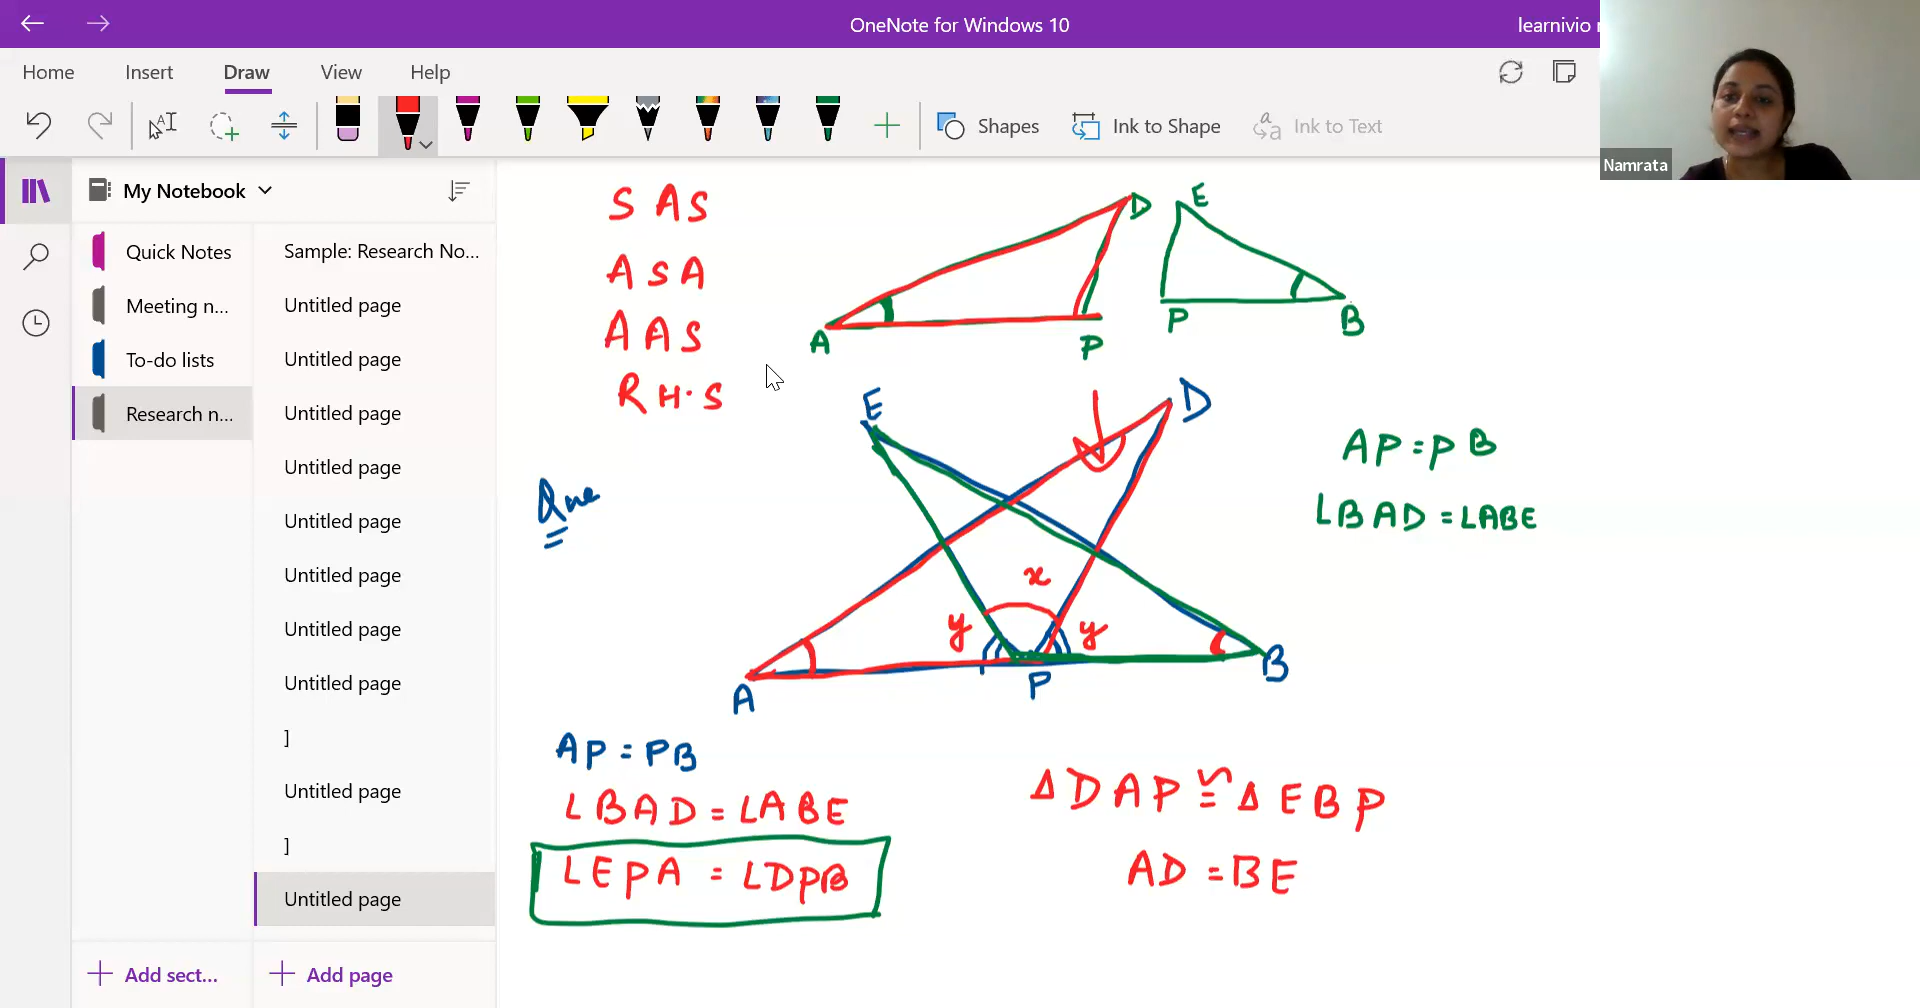 OneNote for Windows 10
learnivio
Home Insert Draw View Help
Shapes Ink to Shape Ink to Text
Namrata
My Notebook
Quick Notes
Meeting n...
To-do lists
Research n...
Sample: Research No...
Untitled page
Untitled page
Untitled page
Untitled page
Untitled page
Untitled page
Untitled page
Untitled page
]
Untitled page
]
Untitled page
Add sect...
Add page
S A S
A S A
A A S
R H·S
D
A
P
E
P
B
Que
E
D
x
y
y
A
P
B
AP = PB
∠BAD = ∠ABE
AP = PB
∠BAD = ∠ABE
∠EPA = ∠DPB
Δ DAP ≅ Δ EBP
AD = BE